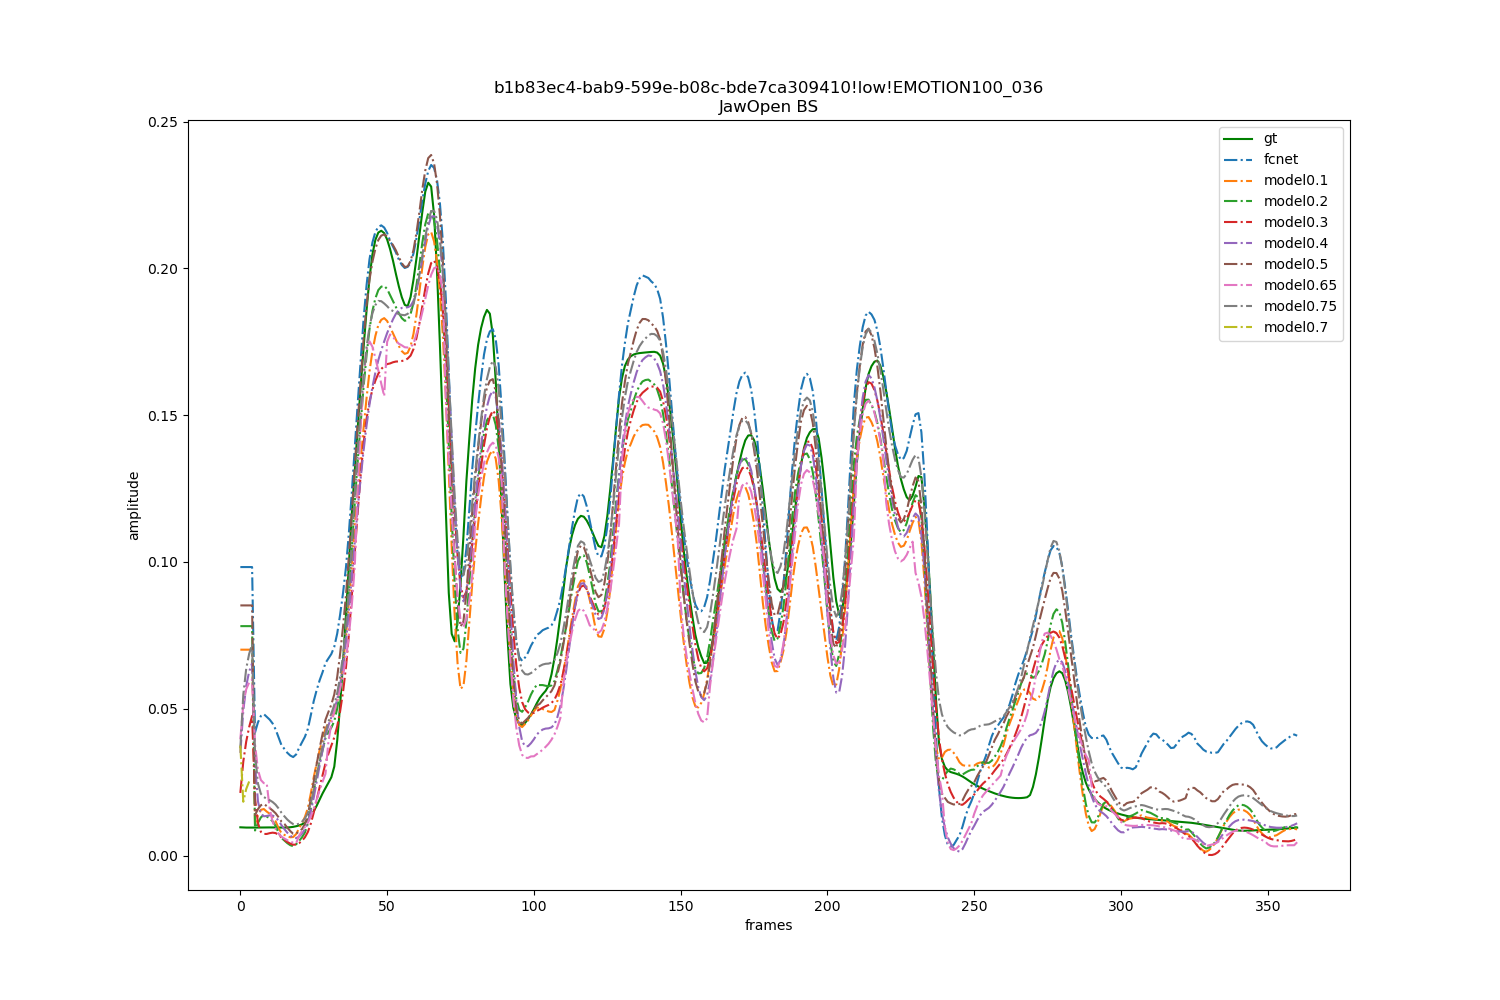 b1b83ec4-bab9-599e-b08c-bde7ca309410!low!EMOTION100_036
JawOpen BS
0.25
0.20
0.15
0.10
0.05
0.00
amplitude
0 50 100 150 200 250 300 350
frames
gt
fcnet
model0.1
model0.2
model0.3
model0.4
model0.5
model0.65
model0.75
model0.7